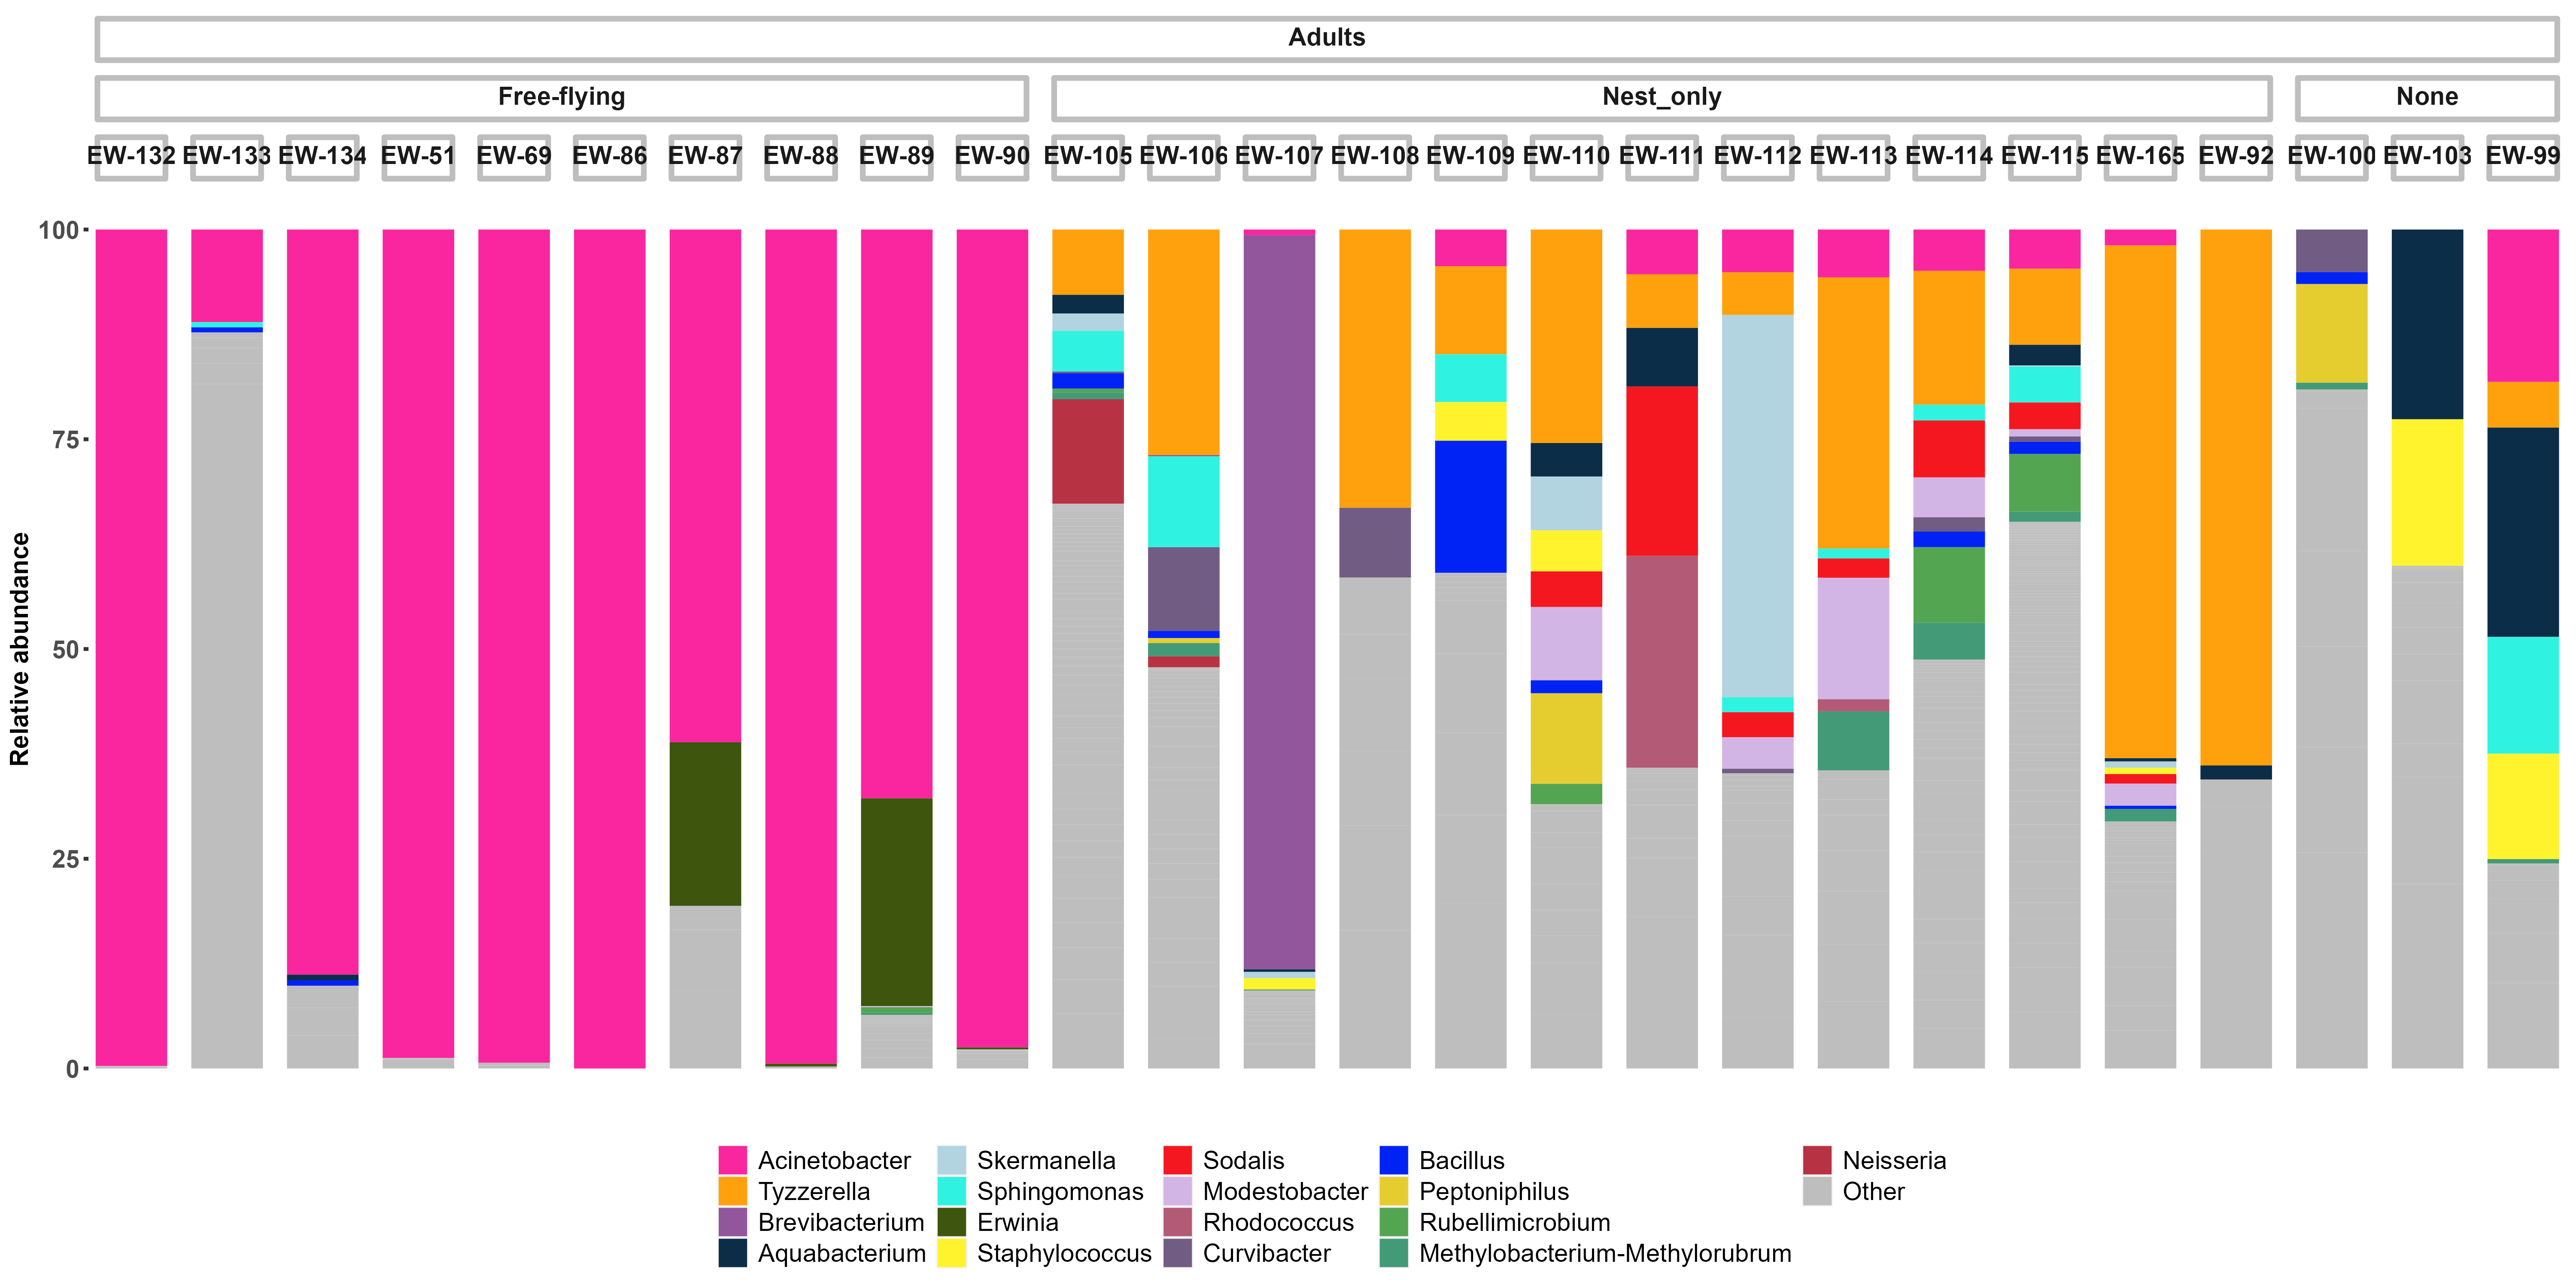 Adults
Free-flying Nest_only None
EW-132 EW-133 EW-134 EW-51 EW-69 EW-86 EW-87 EW-88 EW-89 EW-90 EW-105 EW-106 EW-107 EW-108 EW-109 EW-110 EW-111 EW-112 EW-113 EW-114 EW-115 EW-165 EW-92 EW-100 EW-103 EW-99
100
75
50
25
0
Relative abundance
Acinetobacter Skermanella Sodalis Bacillus Neisseria
Tyzzerella Sphingomonas Modestobacter Peptoniphilus Other
Brevibacterium Erwinia Rhodococcus Rubellimicrobium
Aquabacterium Staphylococcus Curvibacter Methylobacterium-Methylorubrum